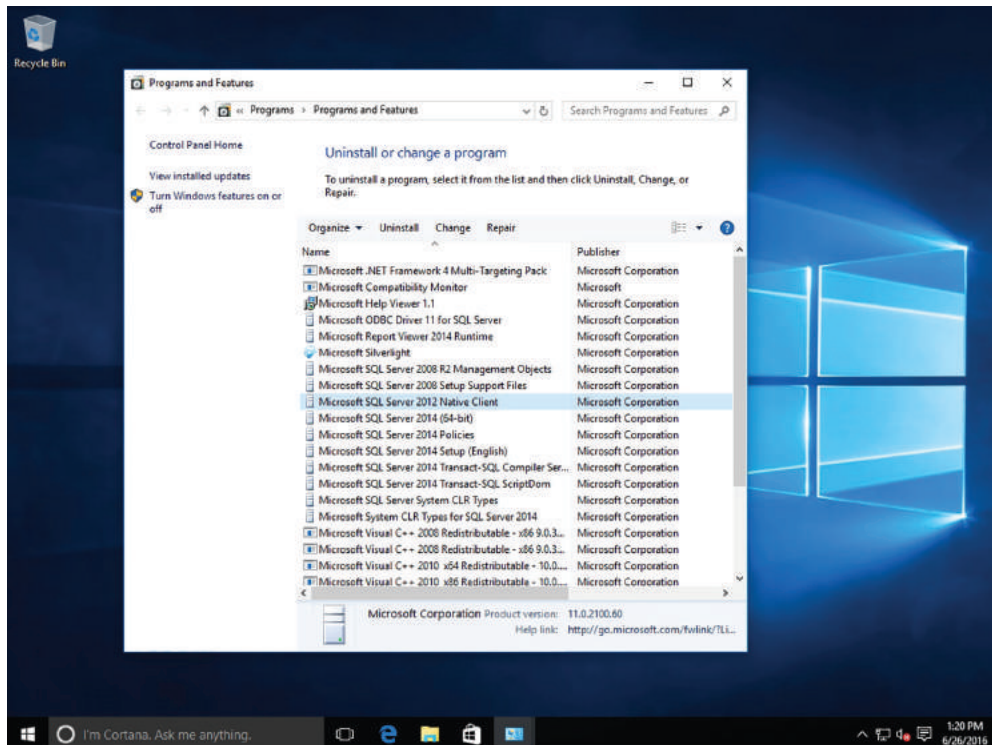 Recycle Bin
Programs and Features
« Programs > Programs and Features
Search Programs and Features
Control Panel Home
View installed updates
Turn Windows features on or
off
Uninstall or change a program
To uninstall a program, select it from the list and then click Uninstall, Change, or
Repair.
Organize Uninstall Change Repair
Name Publisher
Microsoft .NET Framework 4 Multi-Targeting Pack Microsoft Corporation
Microsoft Compatibility Monitor Microsoft
Microsoft Help Viewer 1.1 Microsoft Corporation
Microsoft ODBC Driver 11 for SQL Server Microsoft Corporation
Microsoft Report Viewer 2014 Runtime Microsoft Corporation
Microsoft Silverlight Microsoft Corporation
Microsoft SQL Server 2008 R2 Management Objects Microsoft Corporation
Microsoft SQL Server 2008 Setup Support Files Microsoft Corporation
Microsoft SQL Server 2012 Native Client Microsoft Corporation
Microsoft SQL Server 2014 (64-bit) Microsoft Corporation
Microsoft SQL Server 2014 Policies Microsoft Corporation
Microsoft SQL Server 2014 Setup (English) Microsoft Corporation
Microsoft SQL Server 2014 Transact-SQL Compiler Ser... Microsoft Corporation
Microsoft SQL Server 2014 Transact-SQL ScriptDom Microsoft Corporation
Microsoft SQL Server System CLR Types Microsoft Corporation
Microsoft System CLR Types for SQL Server 2014 Microsoft Corporation
Microsoft Visual C++ 2008 Redistributable - x86 9.0.3... Microsoft Corporation
Microsoft Visual C++ 2008 Redistributable - x86 9.0.3... Microsoft Corporation
Microsoft Visual C++ 2010 x64 Redistributable - 10.0.... Microsoft Corporation
Microsoft Visual C++ 2010 x86 Redistributable - 10.0.... Microsoft Corporation
Microsoft Corporation Product version: 11.0.2100.60
Help link: http://go.microsoft.com/fwlink/?Li...
I'm Cortana. Ask me anything.
1:20 PM
6/26/2016